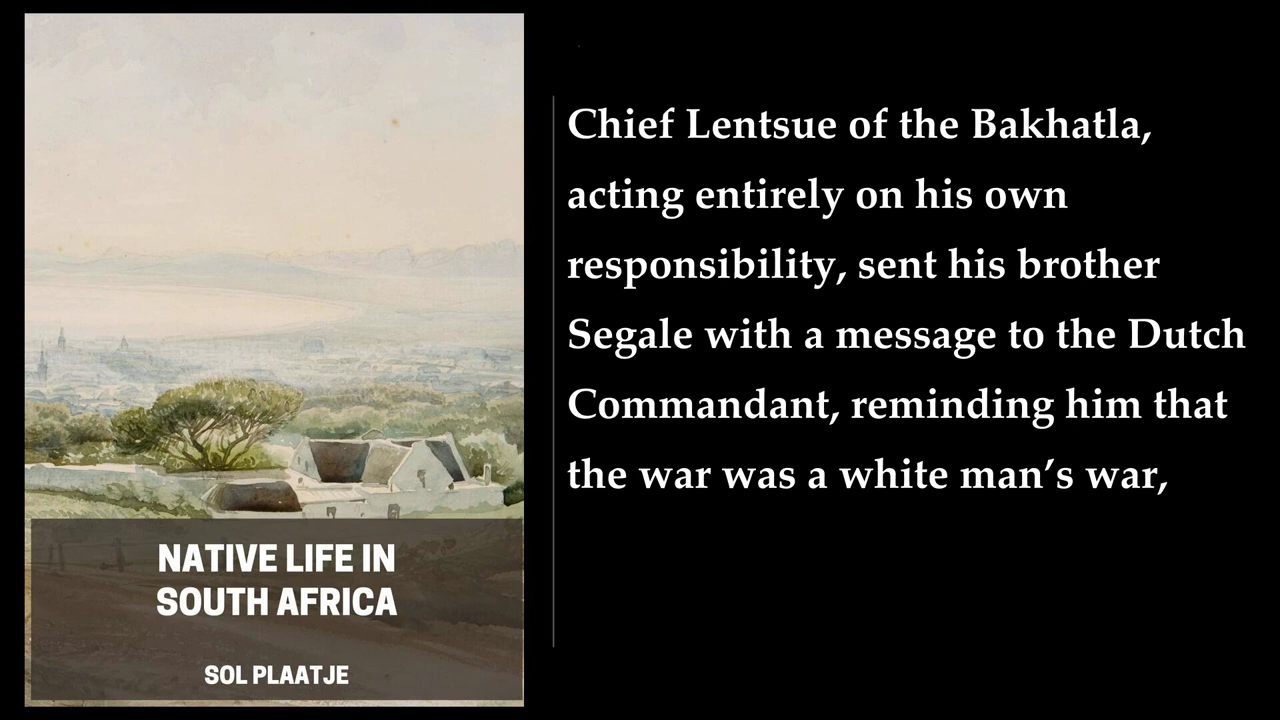 NATIVE LIFE IN
SOUTH AFRICA
SOL PLAATJE
Chief Lentsue of the Bakhatla,
acting entirely on his own
responsibility, sent his brother
Segale with a message to the Dutch
Commandant, reminding him that
the war was a white man’s war,